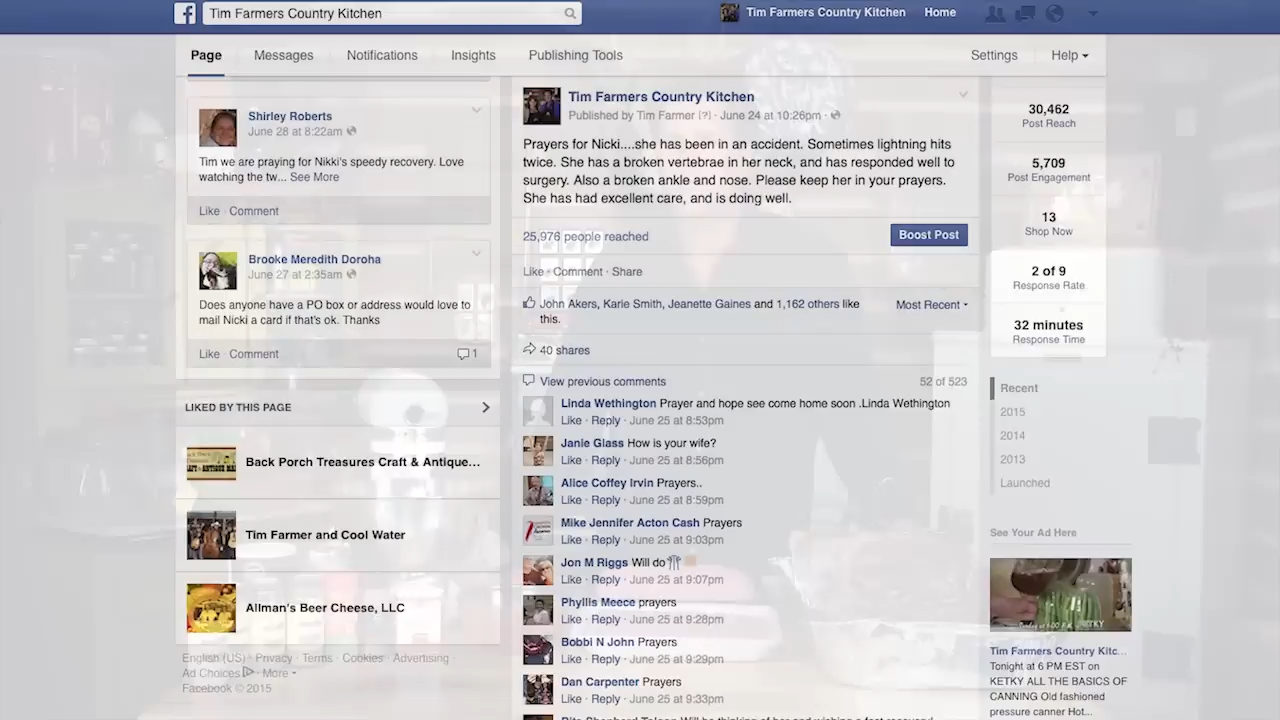 Tim Farmers Country Kitchen
Tim Farmers Country Kitchen
Home
Page
Messages
Notifications
Insights
Publishing Tools
Settings
Help
Shirley Roberts
June 28 at 8:22am
Tim we are praying for Nikki's speedy recovery. Love
watching the tw... See More
Like · Comment
Brooke Meredith Doroha
June 27 at 2:35am
Does anyone have a PO box or address would love to
mail Nicki a card if that's ok. Thanks
Like · Comment
1
LIKED BY THIS PAGE
Back Porch Treasures Craft & Antique...
Tim Farmer and Cool Water
Allman's Beer Cheese, LLC
English (US) · Privacy · Terms · Cookies · Advertising ·
Ad Choices · More
Facebook © 2015
Tim Farmers Country Kitchen
Published by Tim Farmer [?] · June 24 at 10:26pm ·
Prayers for Nicki....she has been in an accident. Sometimes lightning hits
twice. She has a broken vertebrae in her neck, and has responded well to
surgery. Also a broken ankle and nose. Please keep her in your prayers.
She has had excellent care, and is doing well.
25,976 people reached
Boost Post
Like · Comment · Share
John Akers, Karie Smith, Jeanette Gaines and 1,162 others like
this.
Most Recent
40 shares
View previous comments
52 of 523
Linda Wethington Prayer and hope see come home soon .Linda Wethington
Like · Reply · June 25 at 8:53pm
Janie Glass How is your wife?
Like · Reply · June 25 at 8:56pm
Alice Coffey Irvin Prayers..
Like · Reply · June 25 at 8:59pm
Mike Jennifer Acton Cash Prayers
Like · Reply · June 25 at 9:03pm
Jon M Riggs Will do
Like · Reply · June 25 at 9:07pm
Phyllis Meece prayers
Like · Reply · June 25 at 9:28pm
Bobbi N John Prayers
Like · Reply · June 25 at 9:29pm
Dan Carpenter Prayers
Like · Reply · June 25 at 9:33pm
30,462
Post Reach
5,709
Post Engagement
13
Shop Now
2 of 9
Response Rate
32 minutes
Response Time
Recent
2015
2014
2013
Launched
See Your Ad Here
Tim Farmers Country Kitc...
Tonight at 6 PM EST on
KETKY ALL THE BASICS OF
CANNING Old fashioned
pressure canner Hot...